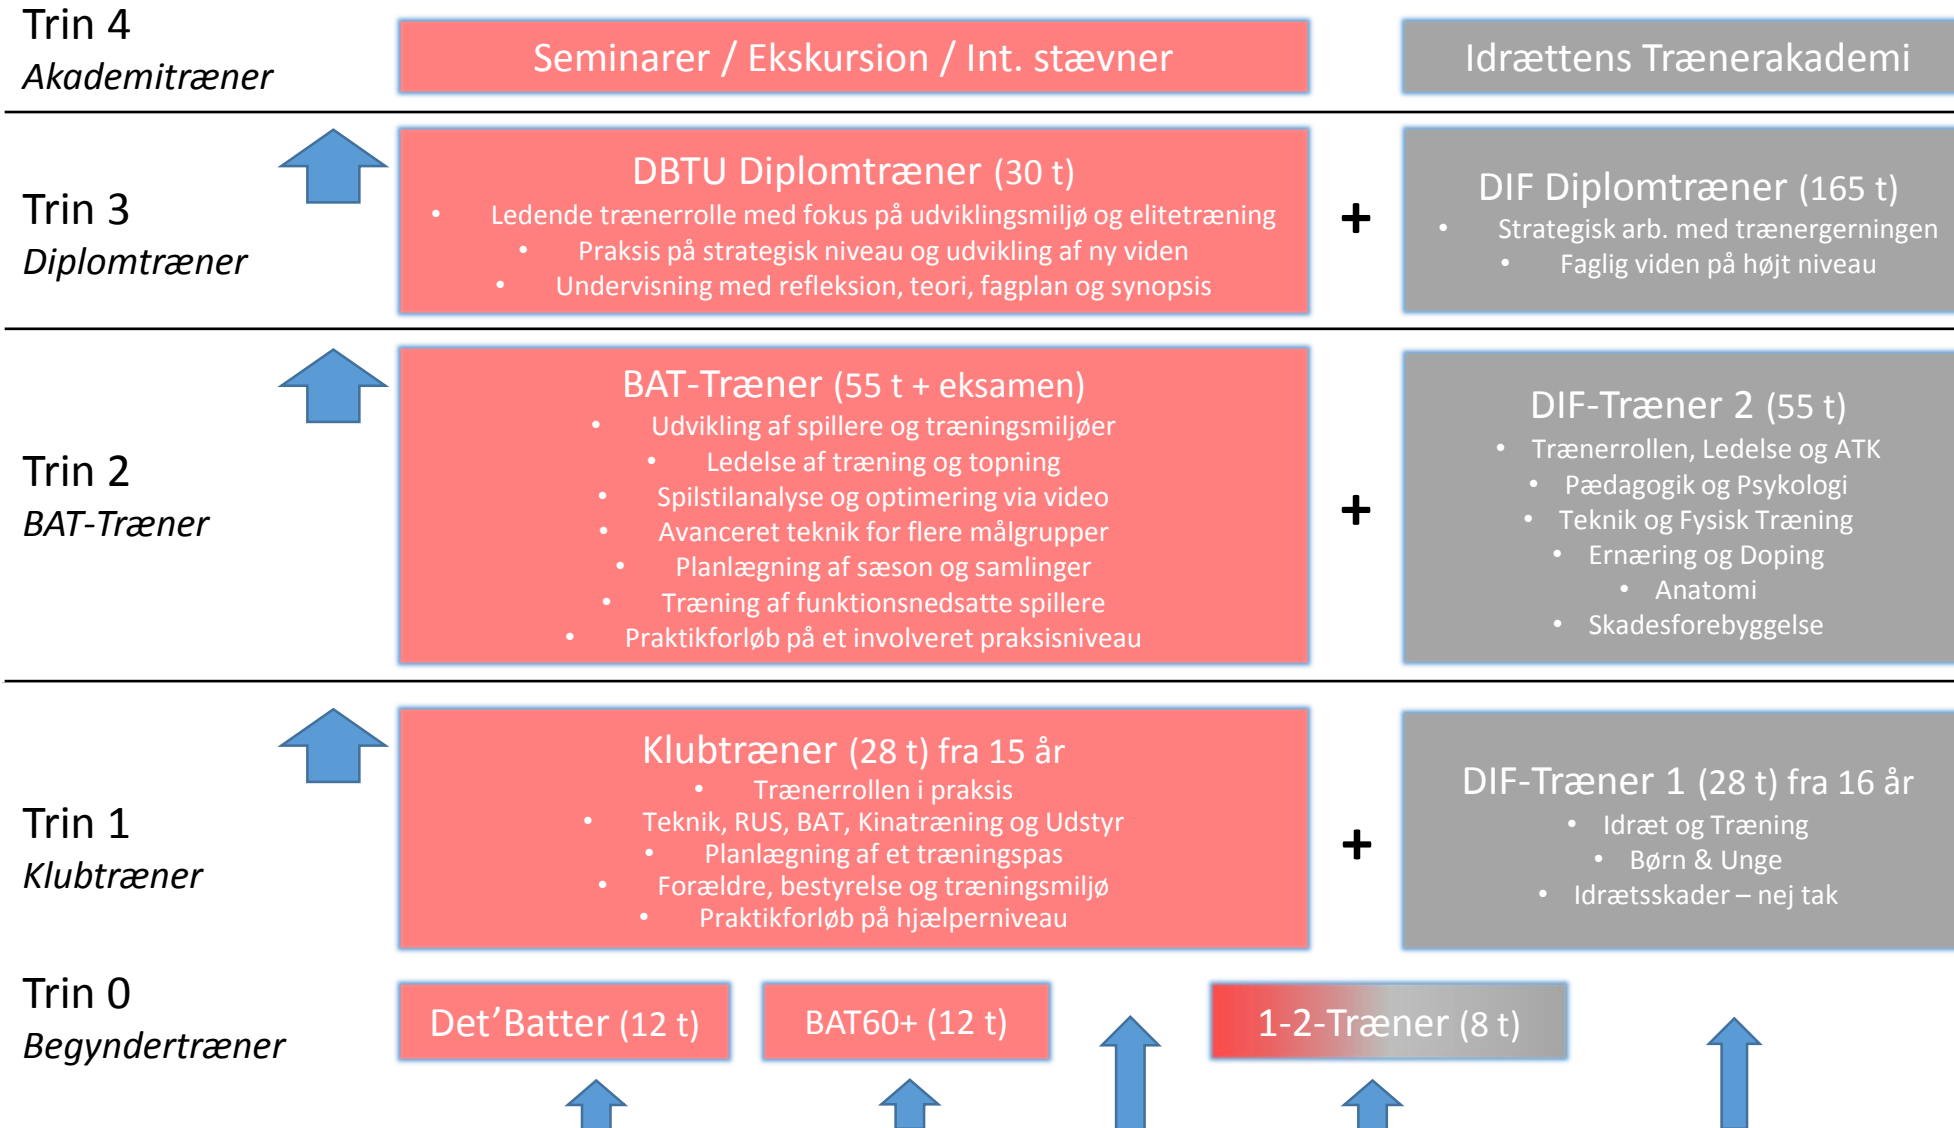 Trin 4
Akademitræner
Seminarer / Ekskursion / Int. stævner
Idrættens Trænerakademi
Trin 3
Diplomtræner
DBTU Diplomtræner (30 t)
• Ledende trænerrolle med fokus på udviklingsmiljø og elitetræning
• Praksis på strategisk niveau og udvikling af ny viden
• Undervisning med refleksion, teori, fagplan og synopsis
+
DIF Diplomtræner (165 t)
• Strategisk arb. med trænergerningen
• Faglig viden på højt niveau
Trin 2
BAT-Træner
BAT-Træner (55 t + eksamen)
• Udvikling af spillere og træningsmiljøer
• Ledelse af træning og topning
• Spilstilanalyse og optimering via video
• Avanceret teknik for flere målgrupper
• Planlægning af sæson og samlinger
• Træning af funktionsnedsatte spillere
• Praktikforløb på et involveret praksisniveau
+
DIF-Træner 2 (55 t)
• Trænerrollen, Ledelse og ATK
• Pædagogik og Psykologi
• Teknik og Fysisk Træning
• Ernæring og Doping
• Anatomi
• Skadesforebyggelse
Trin 1
Klubtræner
Klubtræner (28 t) fra 15 år
• Trænerrollen i praksis
• Teknik, RUS, BAT, Kinatræning og Udstyr
• Planlægning af et træningspas
• Forældre, bestyrelse og træningsmiljø
• Praktikforløb på hjælperniveau
+
DIF-Træner 1 (28 t) fra 16 år
• Idræt og Træning
• Børn & Unge
• Idrætsskader – nej tak
Trin 0
Begyndertræner
Det’Batter (12 t)
BAT60+ (12 t)
1-2-Træner (8 t)